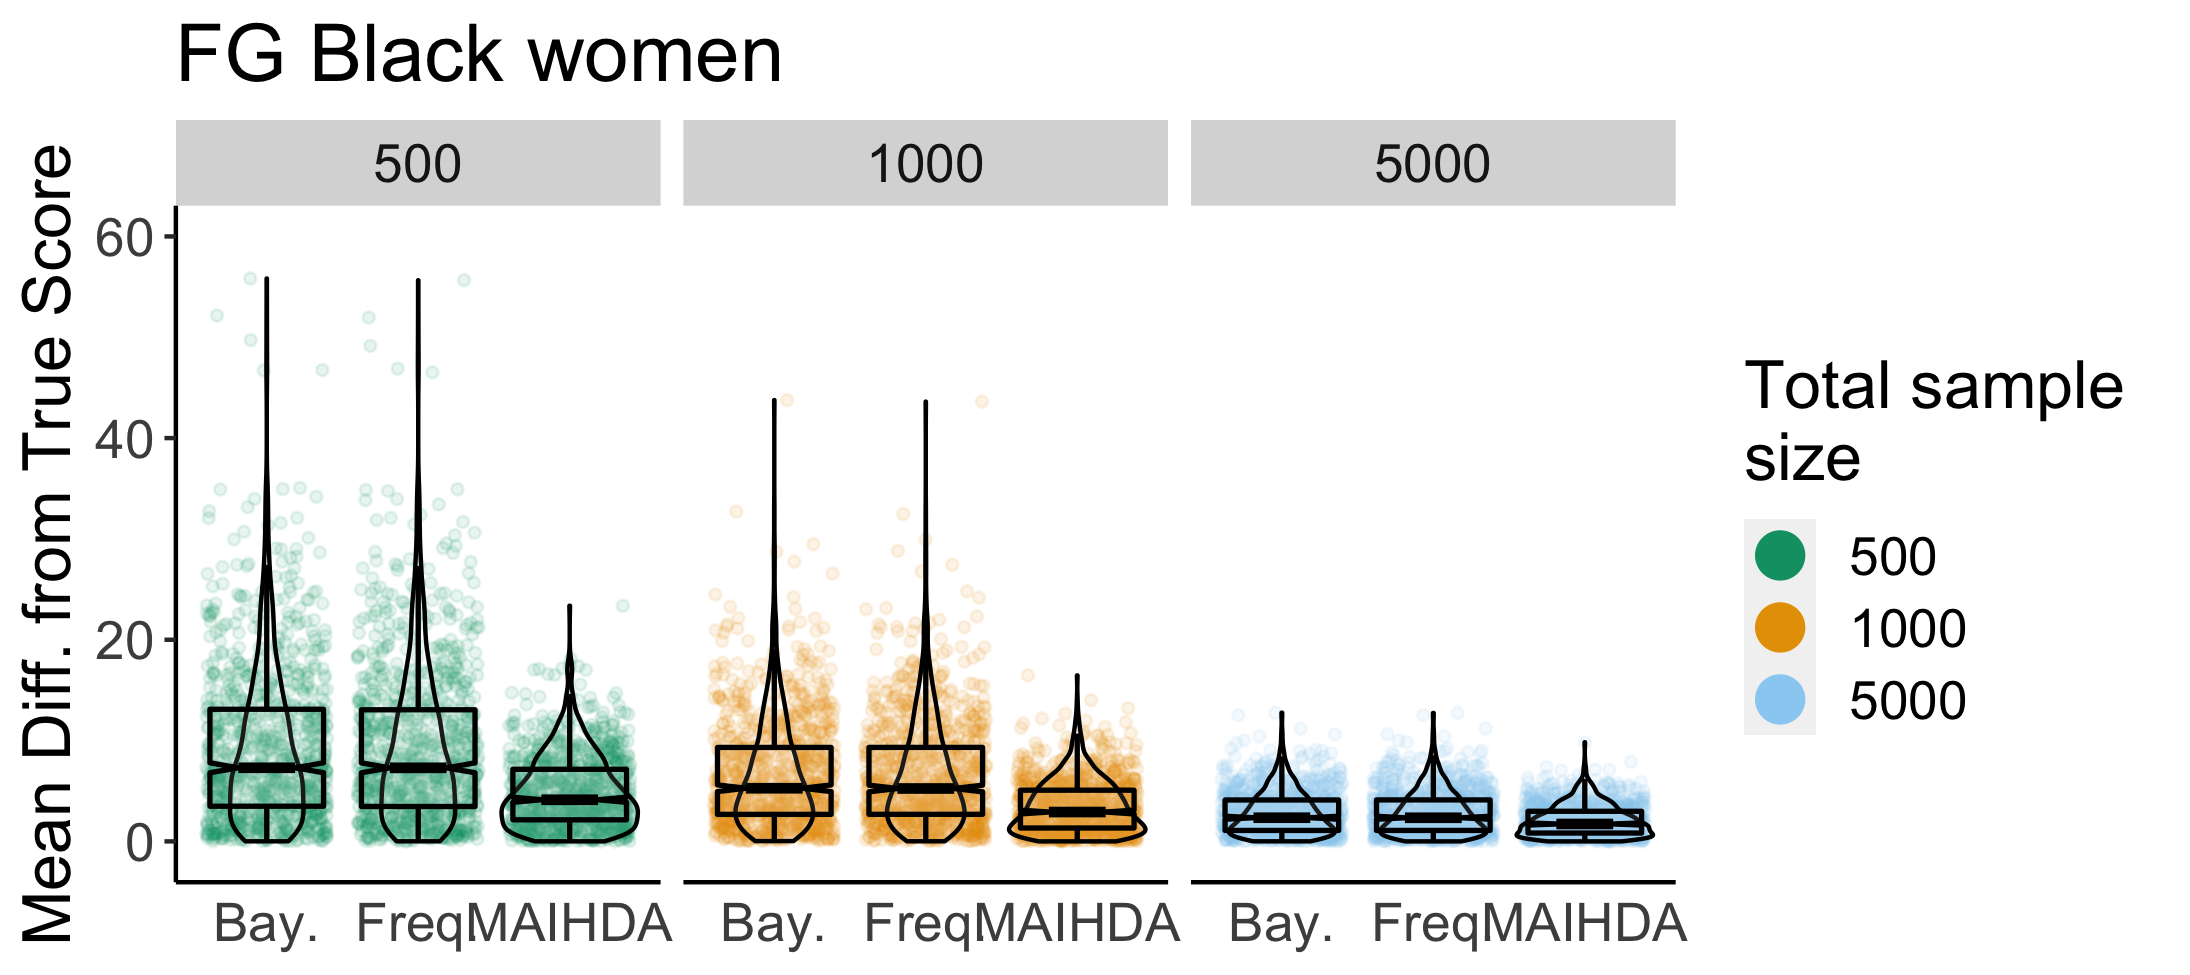 FG Black women
500 1000 5000
Mean Diff. from True Score
60
40
20
0
Bay. Freq MAIHDA Bay. Freq MAIHDA Bay. Freq MAIHDA
Total sample
size
500
1000
5000